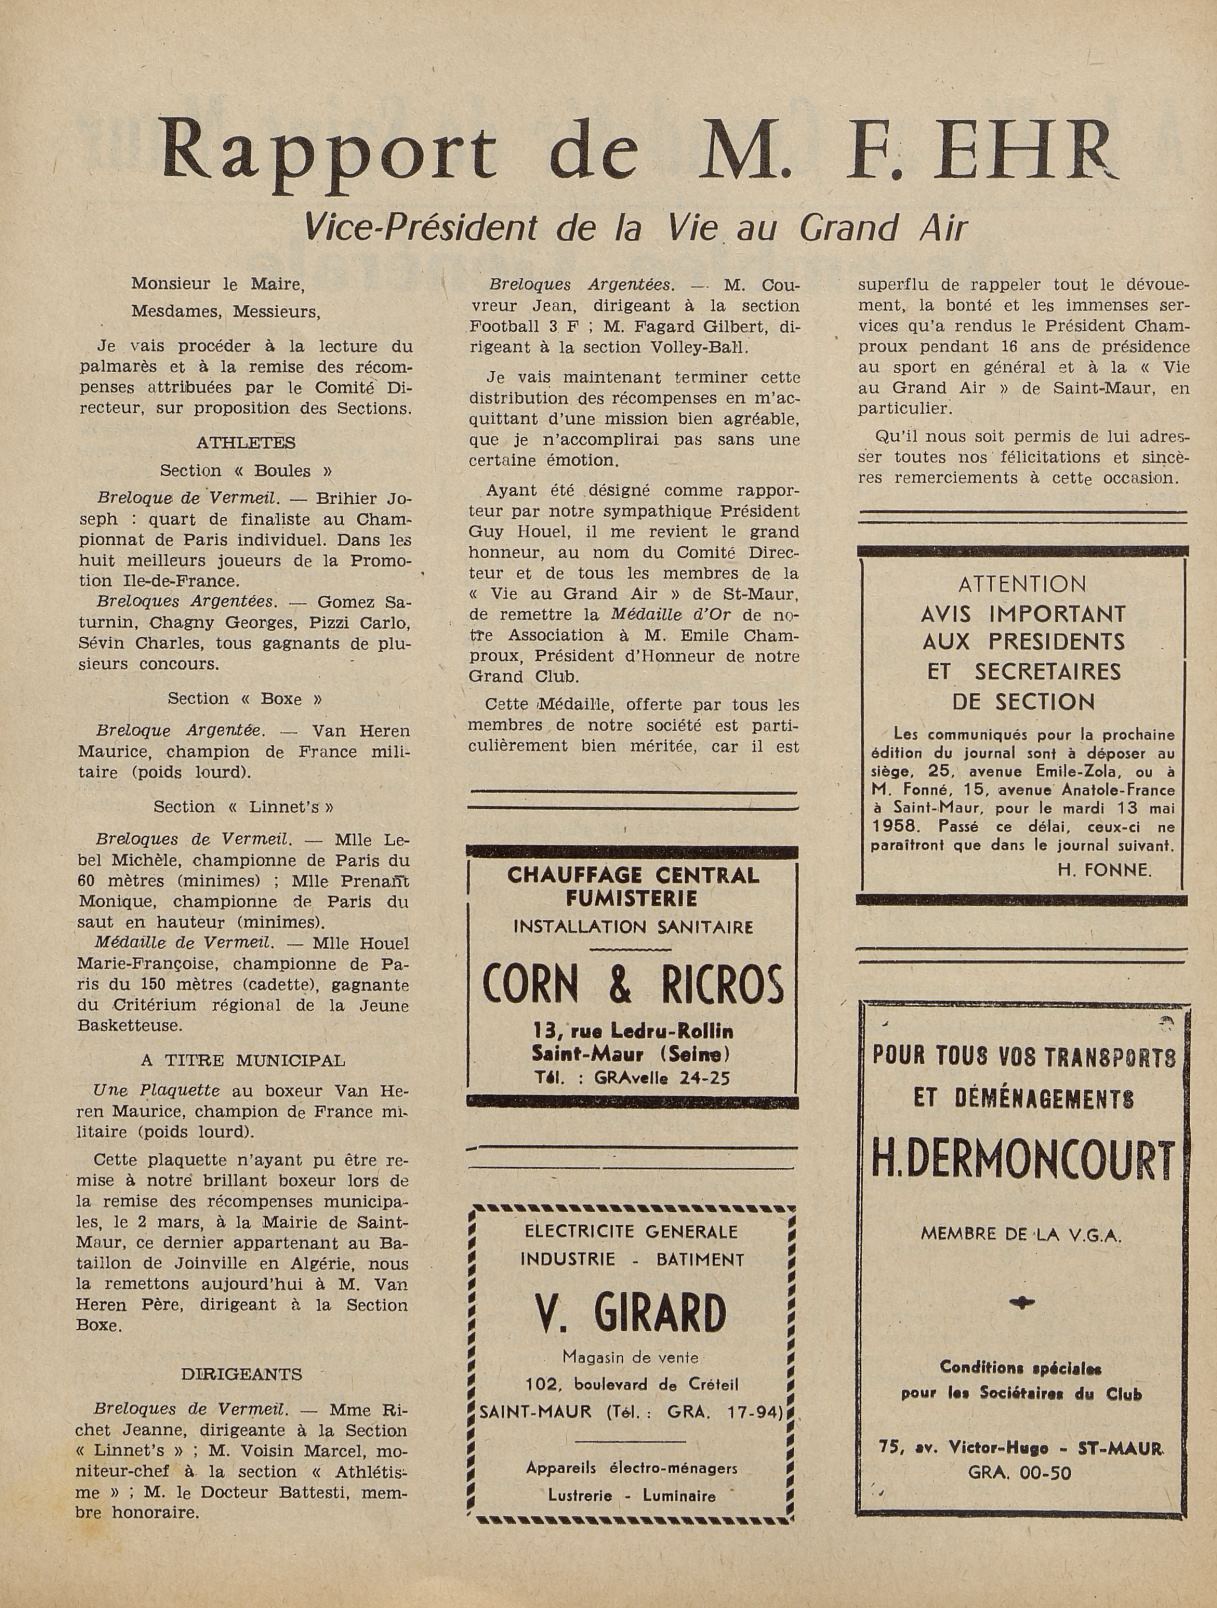 Rapport de M. F. EHR
Vice-Président de la Vie au Grand Air
Monsieur le Maire,
Mesdames, Messieurs,
Je vais procéder à la lecture du
palmarès et à la remise des récom-
penses attribuées par le Comité Di-
recteur, sur proposition des Sections.
ATHLETES
Section « Boules »
Breloque de Vermeil. — Brihier Jo-
seph : quart de finaliste au Cham-
pionnat de Paris individuel. Dans les
huit meilleurs joueurs de la Promo-
tion Ile-de-France.
Breloques Argentées. — Gomez Sa-
turnin, Chagny Georges, Pizzi Carlo,
Sévin Charles, tous gagnants de plu-
sieurs concours.
Section « Boxe »
Breloque Argentée. — Van Heren
Maurice, champion de France mili-
taire (poids lourd).
Section « Linnet's »
Breloques de Vermeil. — Mlle Le-
bel Michèle, championne de Paris du
60 mètres (minimes) ; Mlle Prenant
Monique, championne de Paris du
saut en hauteur (minimes).
Médaille de Vermeil. — Mlle Houel
Marie-Françoise, championne de Pa-
ris du 150 mètres (cadette), gagnante
du Critérium régional de la Jeune
Basketteuse.
A TITRE MUNICIPAL
Une Plaquette au boxeur Van He-
ren Maurice, champion de France mi-
litaire (poids lourd).
Cette plaquette n'ayant pu être re-
mise à notre brillant boxeur lors de
la remise des récompenses municipa-
les, le 2 mars, à la Mairie de Saint-
Maur, ce dernier appartenant au Ba-
taillon de Joinville en Algérie, nous
la remettons aujourd'hui à M. Van
Heren Père, dirigeant à la Section
Boxe.
DIRIGEANTS
Breloques de Vermeil. — Mme Ri-
chet Jeanne, dirigeante à la Section
« Linnet's » ; M. Voisin Marcel, mo-
niteur-chef à la section « Athlétis-
me » ; M. le Docteur Battesti, mem-
bre honoraire.
Breloques Argentées. — M. Cou-
vreur Jean, dirigeant à la section
Football 3 F ; M. Fagard Gilbert, di-
rigeant à la section Volley-Ball.
Je vais maintenant terminer cette
distribution des récompenses en m'ac-
quittant d'une mission bien agréable,
que je n'accomplirai pas sans une
certaine émotion.
Ayant été désigné comme rappor-
teur par notre sympathique Président
Guy Houel, il me revient le grand
honneur, au nom du Comité Direc-
teur et de tous les membres de la
« Vie au Grand Air » de St-Maur,
de remettre la Médaille d'Or de no-
tre Association à M. Emile Cham-
proux, Président d'Honneur de notre
Grand Club.
Cette Médaille, offerte par tous les
membres de notre société est parti-
culièrement bien méritée, car il est
CHAUFFAGE CENTRAL
FUMISTERIE
INSTALLATION SANITAIRE
CORN & RICROS
13, rue Ledru-Rollin
Saint-Maur (Seine)
Tél. : GRAvelle 24-25
ELECTRICITE GENERALE
INDUSTRIE - BATIMENT
V. GIRARD
Magasin de vente
102, boulevard de Créteil
SAINT-MAUR (Tél. : GRA. 17-94)
Appareils électro-ménagers
Lustrerie - Luminaire
superflu de rappeler tout le dévoue-
ment, la bonté et les immenses ser-
vices qu'a rendus le Président Cham-
proux pendant 16 ans de présidence
au sport en général et à la « Vie
au Grand Air » de Saint-Maur, en
particulier.
Qu'il nous soit permis de lui adres-
ser toutes nos félicitations et sincè-
res remerciements à cette occasion.
ATTENTION
AVIS IMPORTANT
AUX PRESIDENTS
ET SECRETAIRES
DE SECTION
Les communiqués pour la prochaine
édition du journal sont à déposer au
siège, 25, avenue Emile-Zola, ou à
M. Fonné, 15, avenue Anatole-France
à Saint-Maur, pour le mardi 13 mai
1958. Passé ce délai, ceux-ci ne
paraîtront que dans le journal suivant.
H. FONNE.
POUR TOUS VOS TRANSPORTS
ET DÉMÉNAGEMENTS
H. DERMONCOURT
MEMBRE DE LA V.G.A.
Conditions spéciales
pour les Sociétaires du Club
75, av. Victor-Hugo - ST-MAUR
GRA. 00-50